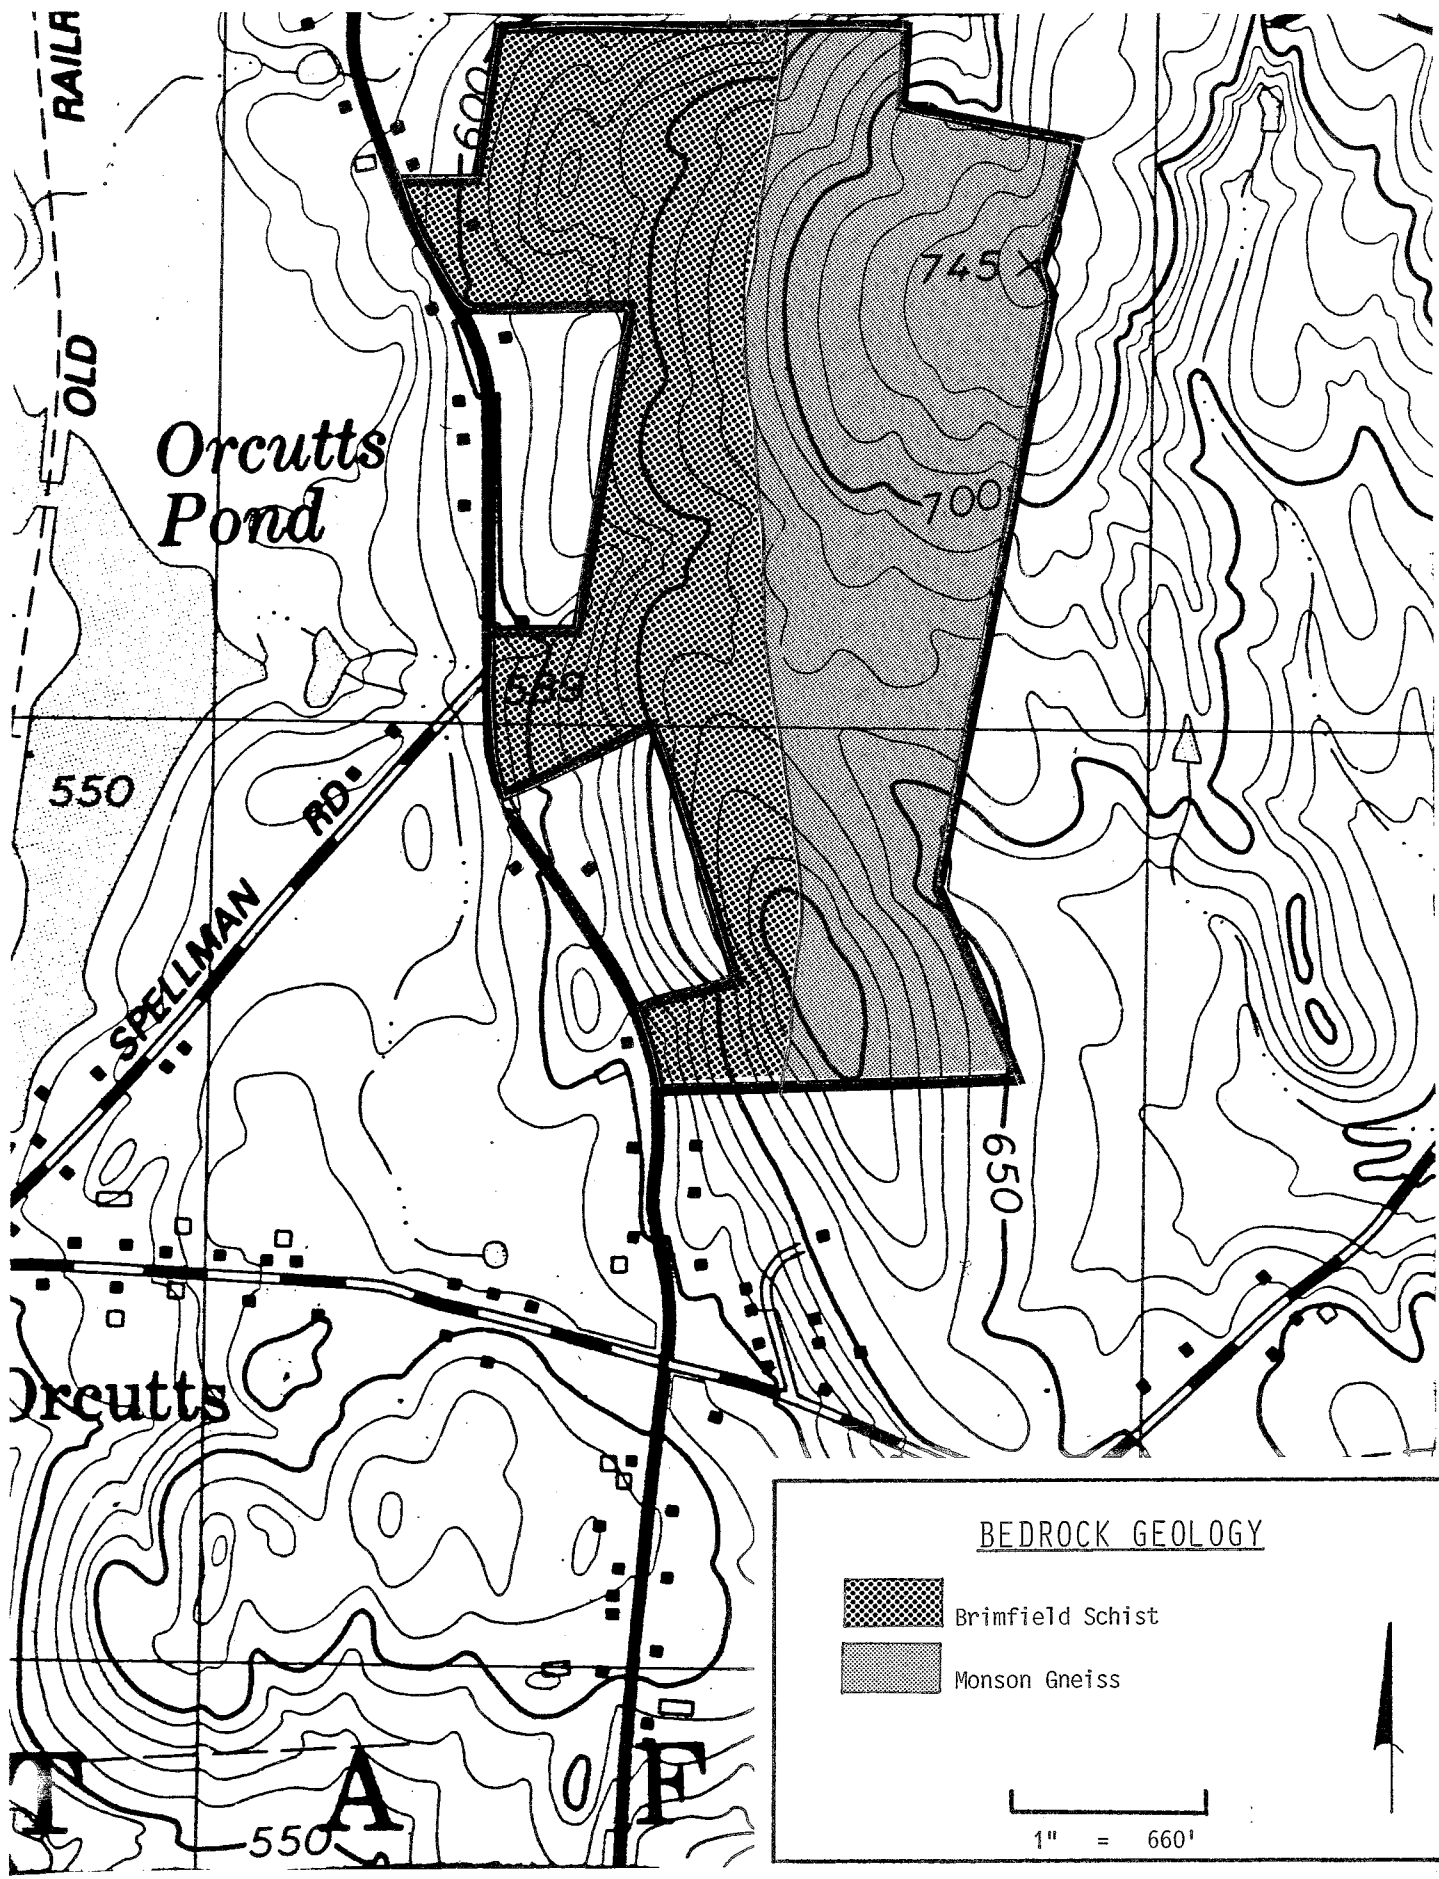 RAILR
OLD
600
745
Orcutts
Pond
700
589
550
RD
SPELLMAN
650
Orcutts
BEDROCK GEOLOGY
Brimfield Schist
Monson Gneiss
T A F
550
1" = 660'